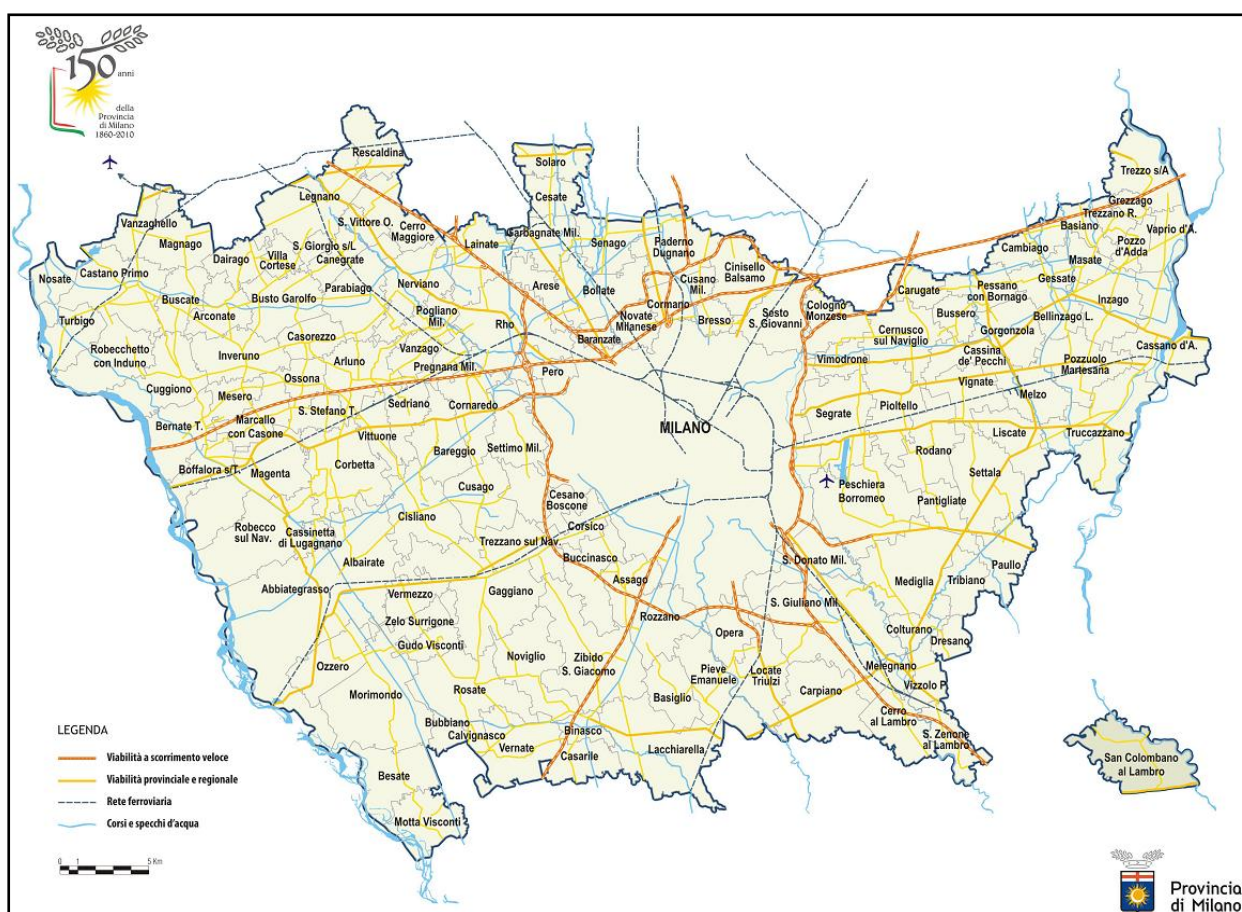 150 anni
della
Provincia
di Milano
1860-2010
Rescaldina
Solaro
Cesate
Trezzo s/A
Grezzago
Trezzano R.
Basiano
Vaprio d'A.
Pozzo
d'Adda
Masate
Cambiago
Gessate
Inzago
Legnano
Vanzaghello
Magnago
S. Vittore O.
Cerro
Maggiore
Lainate
Garbagnate Mil.
Senago
Paderno
Dugnano
Nosate
Castano Primo
Dairago
Villa
Cortese
S. Giorgio s/L
Canegrate
Parabiago
Nerviano
Arese
Bollate
Cusano
Mil.
Cinisello
Balsamo
Carugate
Pessano
con Bornago
Bussero
Bellinzago L.
Gorgonzola
Turbigo
Buscate
Arconate
Busto Garolfo
Pogliano
Mil.
Rho
Novate
Milanese
Cormano
Bresso
Sesto
S. Giovanni
Cologno
Monzese
Cernusco
sul Naviglio
Cassina
de' Pecchi
Cassano d'A.
Pozzuolo
Martesana
Robecchetto
con Induno
Casorezzo
Inveruno
Arluno
Vanzago
Pregnana Mil.
Baranzate
Pero
Vimodrone
Vignate
Melzo
Cuggiono
Mesero
Ossona
S. Stefano T.
Sedriano
Cornaredo
Segrate
Pioltello
Liscate
Truccazzano
Bernate T.
Marcallo
con Casone
Vittuone
Bareggio
Settimo Mil.
MILANO
Rodano
Settala
Boffalora s/T.
Magenta
Corbetta
Cusago
Cesano
Boscone
Peschiera
Borromeo
Pantigliate
Robecco
sul Nav.
Cassinetta
di Lugagnano
Cisliano
Corsico
Trezzano sul Nav.
Buccinasco
S. Donato Mil.
Albairate
Abbiategrasso
Vermezzo
Gaggiano
Assago
Mediglia
Tribiano
Paullo
Zelo Surrigone
Gudo Visconti
Rozzano
Opera
S. Giuliano Mil.
Colturano
Dresano
Ozzero
Noviglio
Zibido
S. Giacomo
Pieve
Emanuele
Locate
Triulzi
Melegnano
Vizzolo P.
Morimondo
Rosate
Basiglio
Carpiano
Cerro
al Lambro
Bubbiano
Calvignasco
Vernate
Binasco
Casarile
Lacchiarella
S. Zenone
al Lambro
San Colombano
al Lambro
Besate
Motta Visconti
LEGENDA
Viabilità a scorrimento veloce
Viabilità provinciale e regionale
Rete ferroviaria
Corsi e specchi d'acqua
0 1 5 Km
Provincia
di Milano